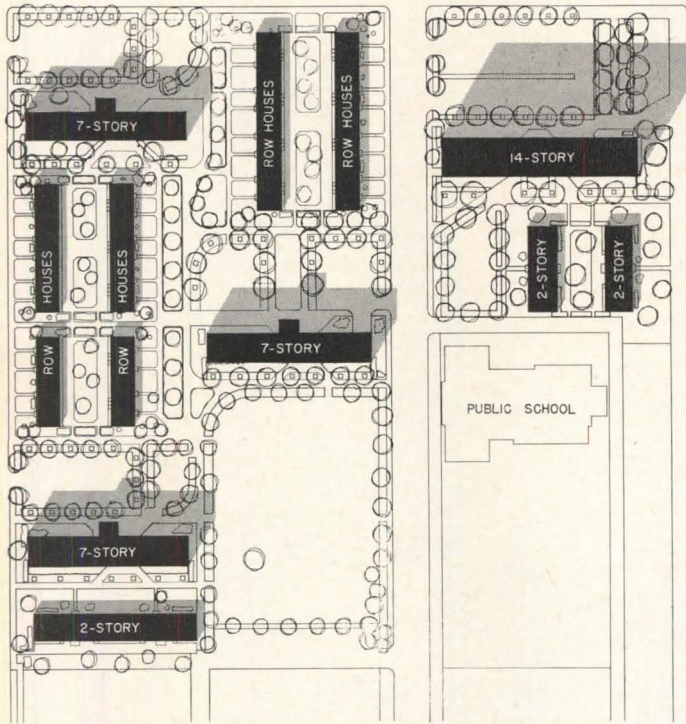 7-STORY
ROW HOUSES
ROW HOUSES
14-STORY
HOUSES
HOUSES
2-STORY
2-STORY
ROW
ROW
7-STORY
PUBLIC SCHOOL
7-STORY
2-STORY